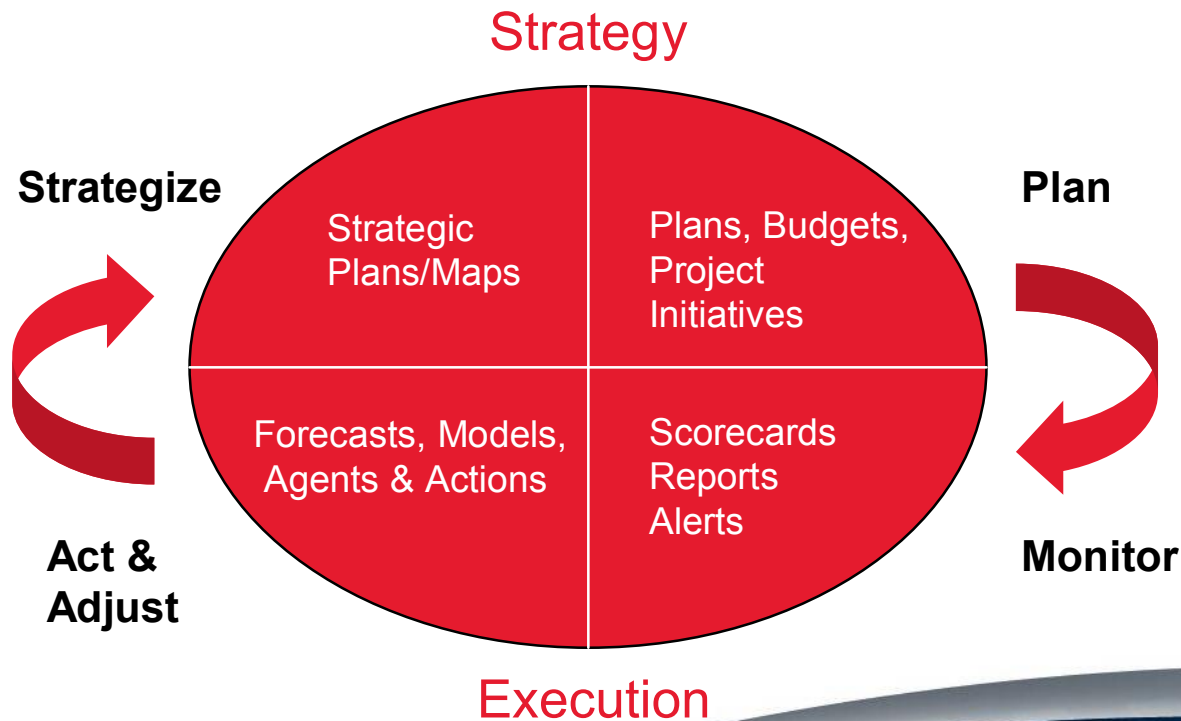 Strategy
Strategize
Plan
Strategic
Plans/Maps
Plans, Budgets,
Project
Initiatives
Forecasts, Models,
Agents & Actions
Scorecards
Reports
Alerts
Act &
Adjust
Monitor
Execution